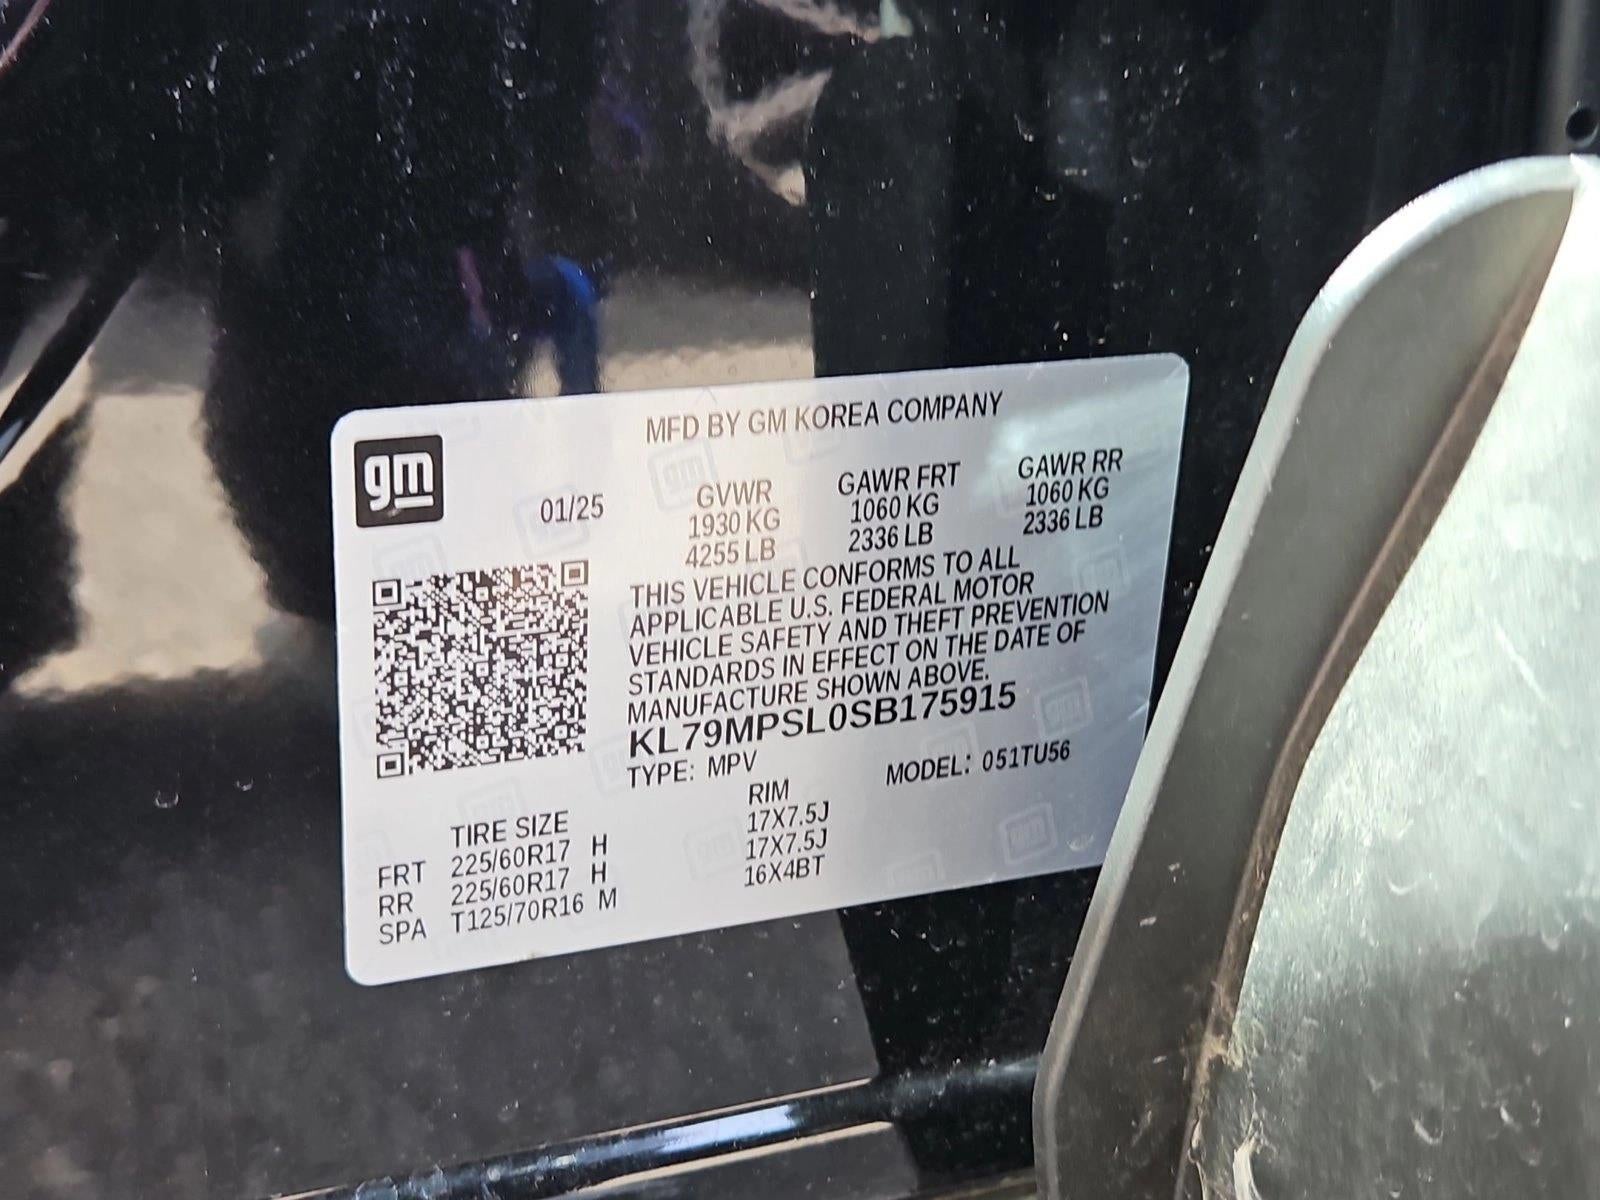 MFD BY GM KOREA COMPANY
gm
01/25
GVWR
1930 KG
4255 LB
GAWR FRT
1060 KG
2336 LB
GAWR RR
1060 KG
2336 LB
THIS VEHICLE CONFORMS TO ALL
APPLICABLE U.S. FEDERAL MOTOR
VEHICLE SAFETY AND THEFT PREVENTION
STANDARDS IN EFFECT ON THE DATE OF
MANUFACTURE SHOWN ABOVE.
KL79MPSL0SB175915
TYPE: MPV MODEL: 051TU56
TIRE SIZE RIM
FRT 225/60R17 H 17X7.5J
RR 225/60R17 H 17X7.5J
SPA T125/70R16 M 16X4BT